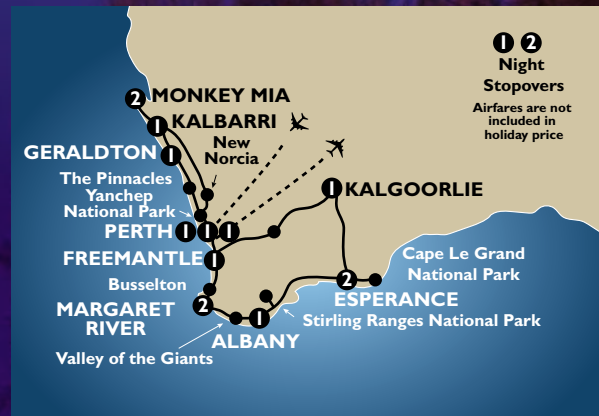 1 2
Night
Stopovers
Airfares are not
included in
holiday price
2 MONKEY MIA
1 KALBARRI
New
Norcia
GERALDTON 1
The Pinnacles
Yanchep
National Park
1 KALGOORLIE
PERTH 1 1 1
FREEMANTLE 1
Cape Le Grand
National Park
Busselton
2
ESPERANCE
MARGARET
RIVER
2
Stirling Ranges National Park
1
ALBANY
Valley of the Giants